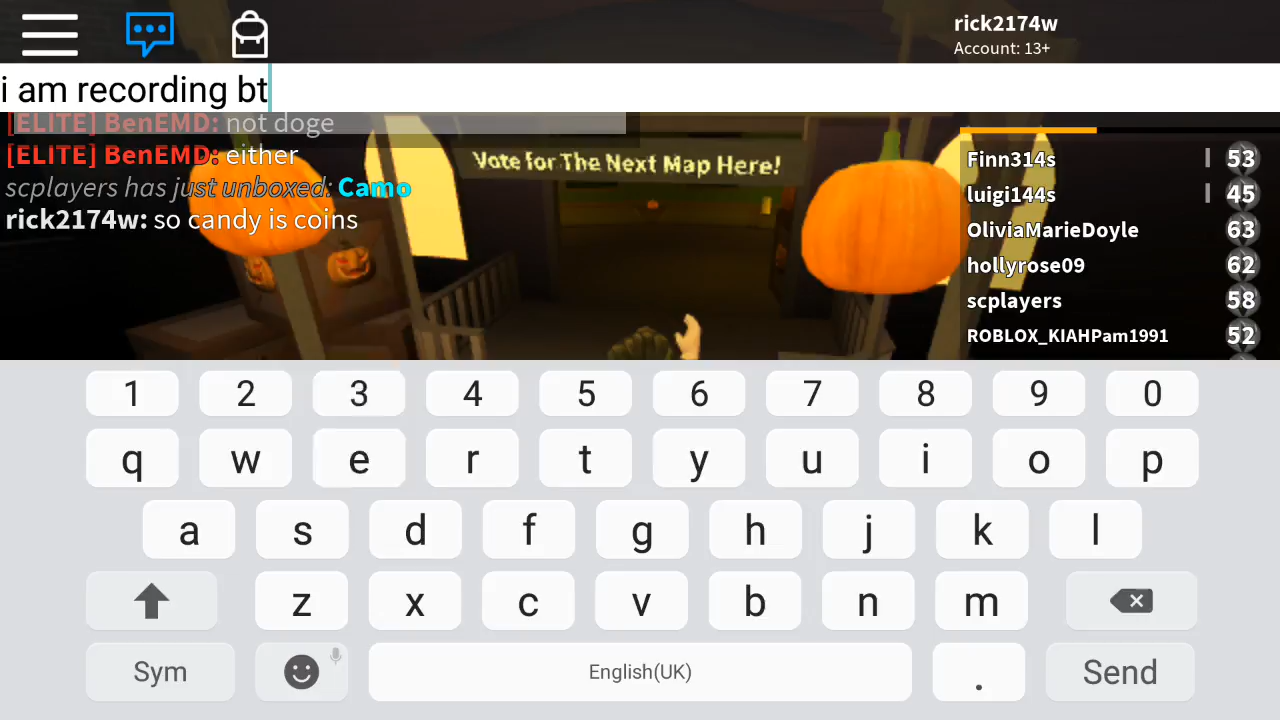 rick2174w
Account: 13+
i am recording bt
[ELITE] BenEMD: not doge
[ELITE] BenEMD: either
scplayers has just unboxed: Camo
rick2174w: so candy is coins
Vote for The Next Map Here!
Finn314s 53
luigi144s 45
OliviaMarieDoyle 63
hollyrose09 62
scplayers 58
ROBLOX_KIAHPam1991 52
1 2 3 4 5 6 7 8 9 0
q w e r t y u i o p
a s d f g h j k l
z x c v b n m
Sym English(UK) . Send